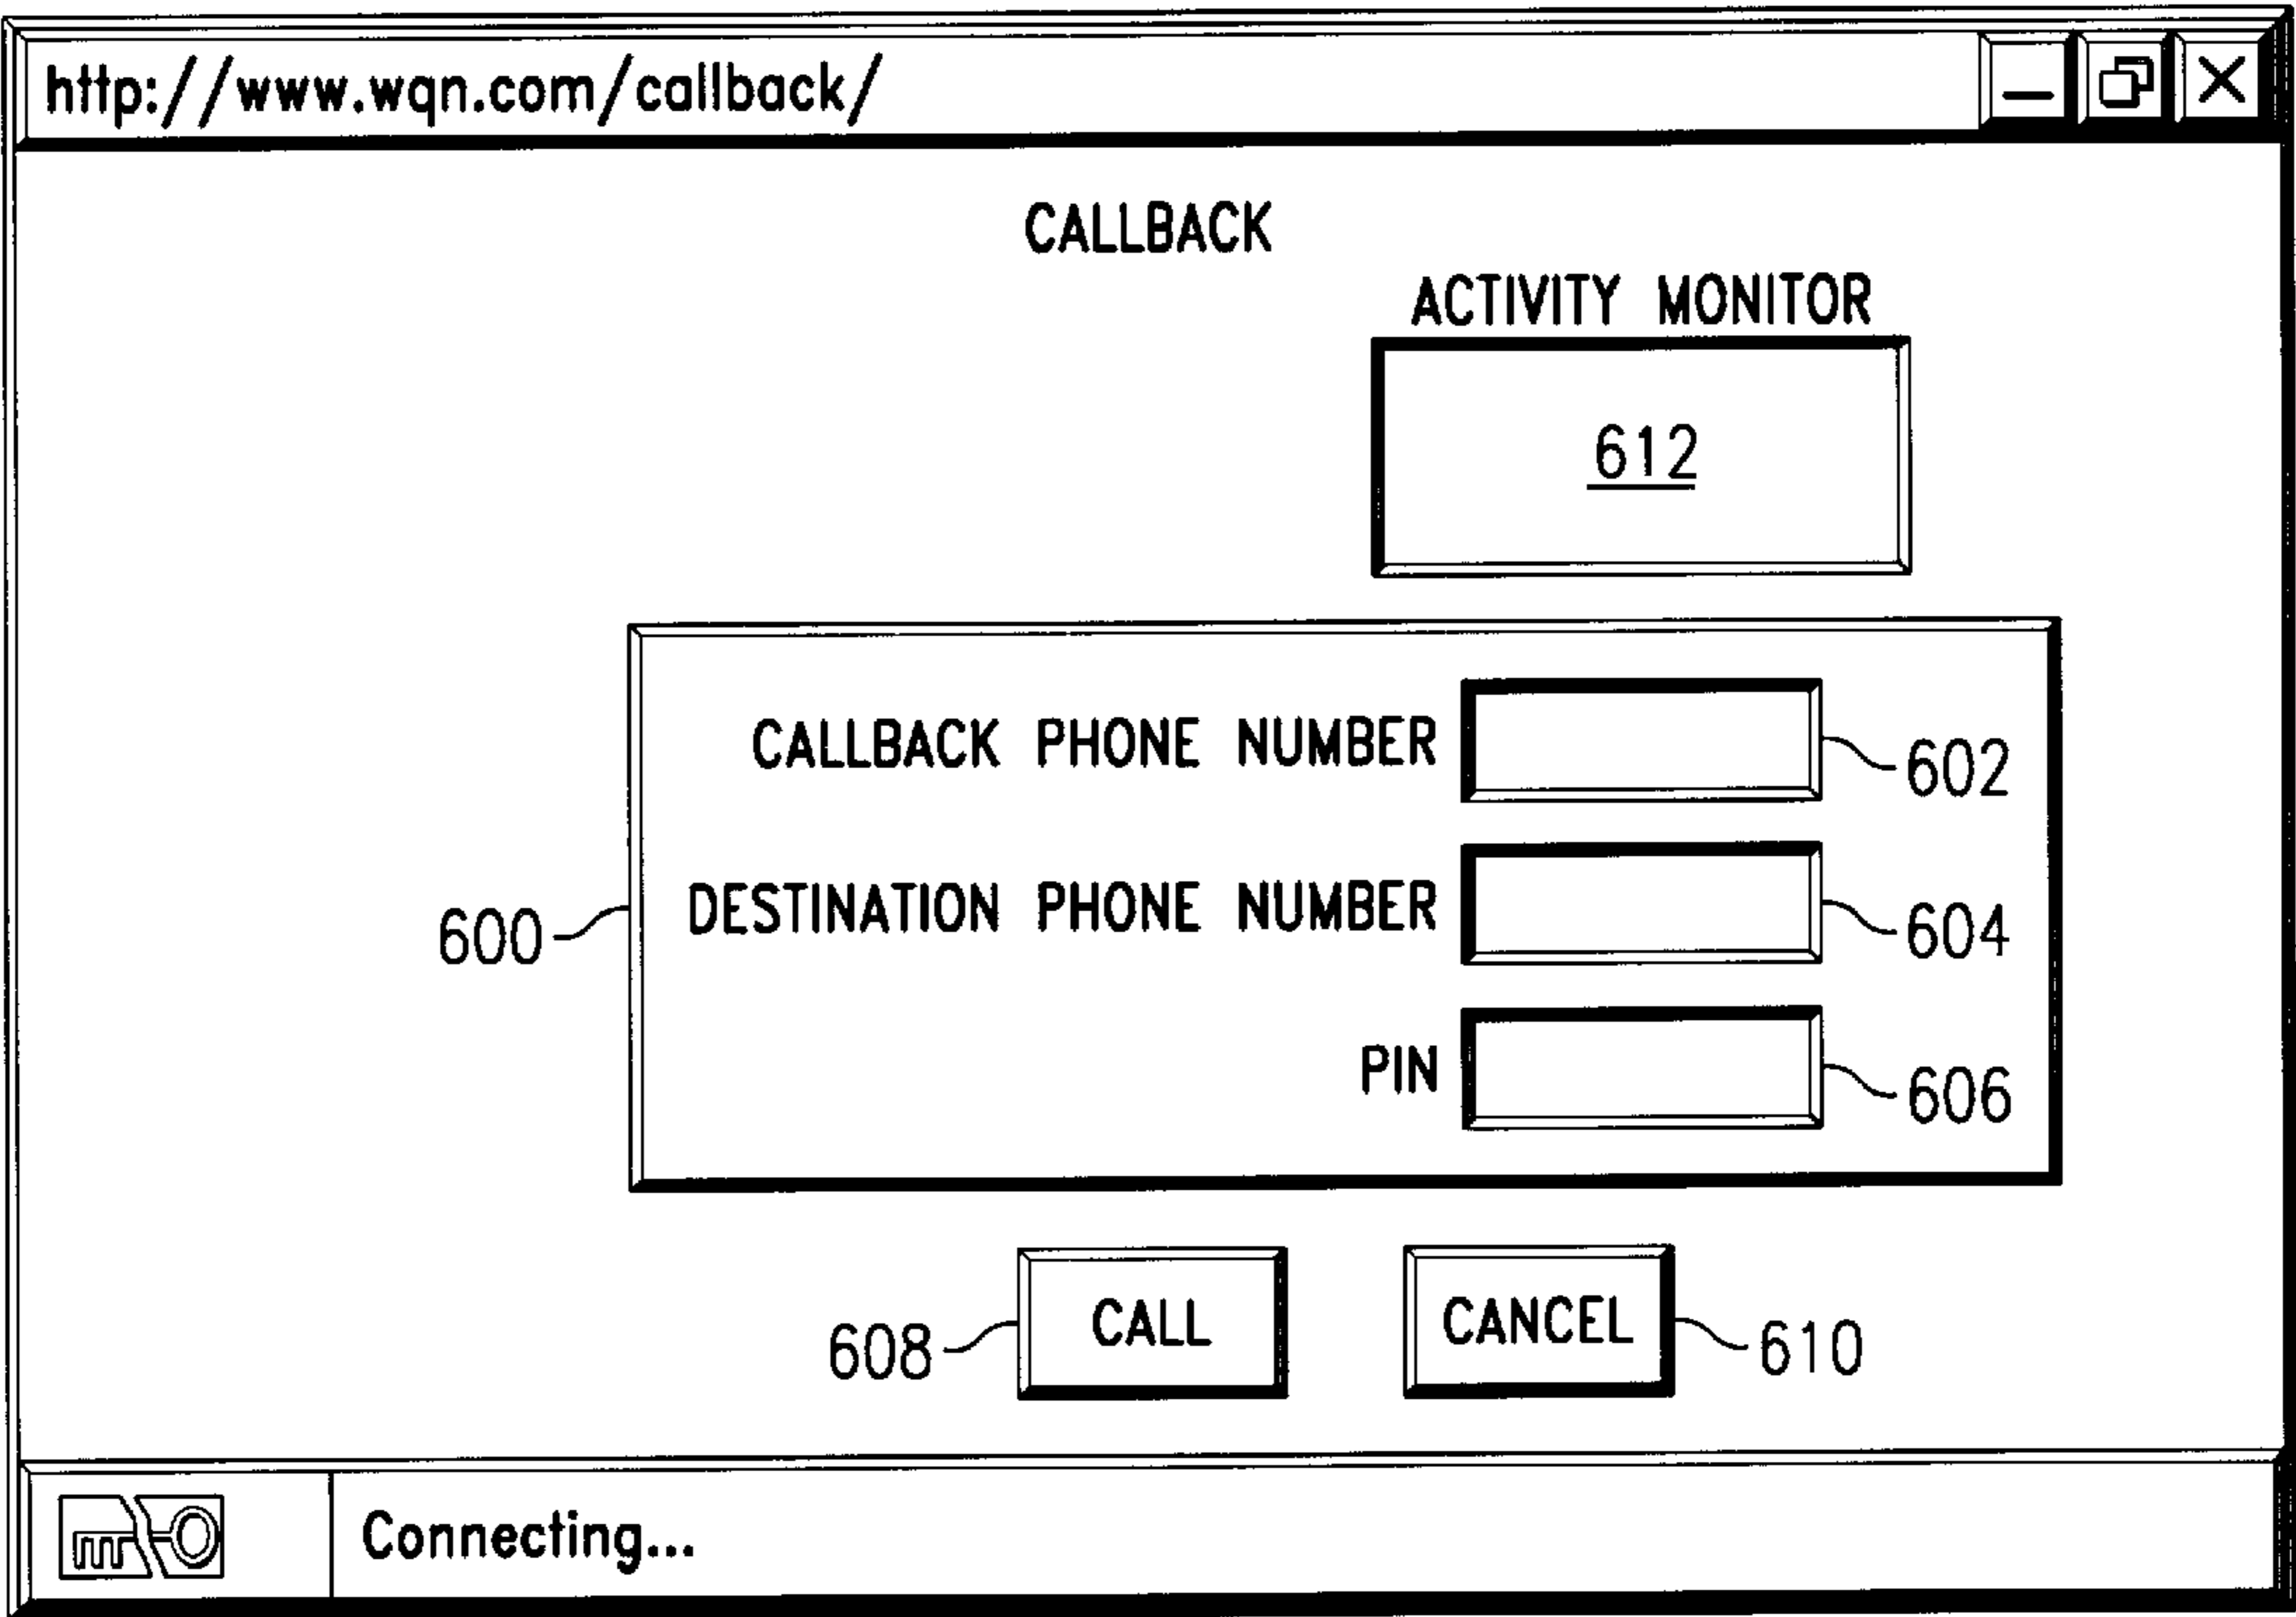 http://www.wqn.com/callback/
CALLBACK
ACTIVITY MONITOR
612
CALLBACK PHONE NUMBER 602
600 DESTINATION PHONE NUMBER 604
PIN 606
608 CALL CANCEL 610
Connecting...